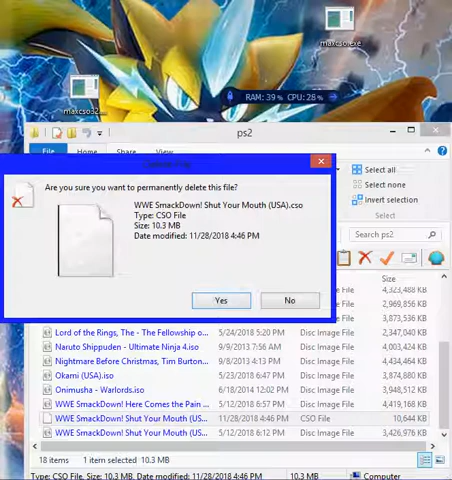 maxcso.exe
maxcso32...
RAM: 39% CPU: 28%
ps2
File Home Share View
Select all
Select none
Invert selection
Select
Search ps2
Are you sure you want to permanently delete this file?
WWE SmackDown! Shut Your Mouth (USA).cso
Type: CSO File
Size: 10.3 MB
Date modified: 11/28/2018 4:46 PM
Yes No
Size
4,323,488 KB
2,969,856 KB
3,873,536 KB
Lord of the Rings, The - The Fellowship o... 5/24/2018 5:20 PM Disc Image File 2,347,040 KB
Naruto Shippuden - Ultimate Ninja 4.iso 9/9/2013 7:56 AM Disc Image File 4,003,424 KB
Nightmare Before Christmas, Tim Burton... 9/8/2013 4:13 PM Disc Image File 4,434,464 KB
Okami (USA).iso 5/23/2018 6:47 PM Disc Image File 3,874,880 KB
Onimusha - Warlords.iso 6/18/2014 12:02 PM Disc Image File 3,948,512 KB
WWE SmackDown! Here Comes the Pain ... 5/12/2018 6:57 PM Disc Image File 4,419,168 KB
WWE SmackDown! Shut Your Mouth (US... 11/28/2018 4:46 PM CSO File 10,644 KB
WWE SmackDown! Shut Your Mouth (US... 5/12/2018 6:12 PM Disc Image File 3,426,976 KB
18 items 1 item selected 10.3 MB
Type: CSO File, Size: 10.3 MB, Date modified: 11/28/2018 4:46 PM 10.3 MB Computer